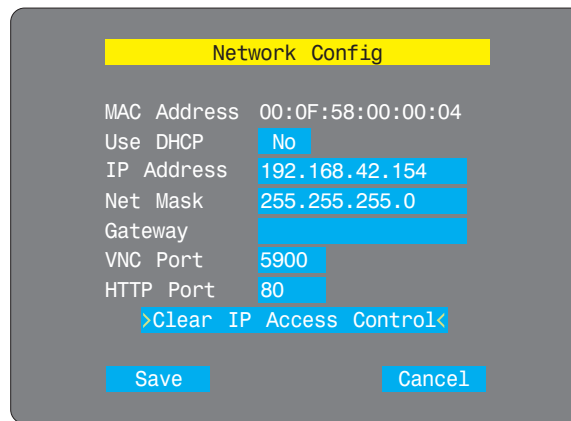 Network Config
MAC Address 00:0F:58:00:00:04
Use DHCP No
IP Address 192.168.42.154
Net Mask 255.255.255.0
Gateway
VNC Port 5900
HTTP Port 80
>Clear IP Access Control<
Save Cancel